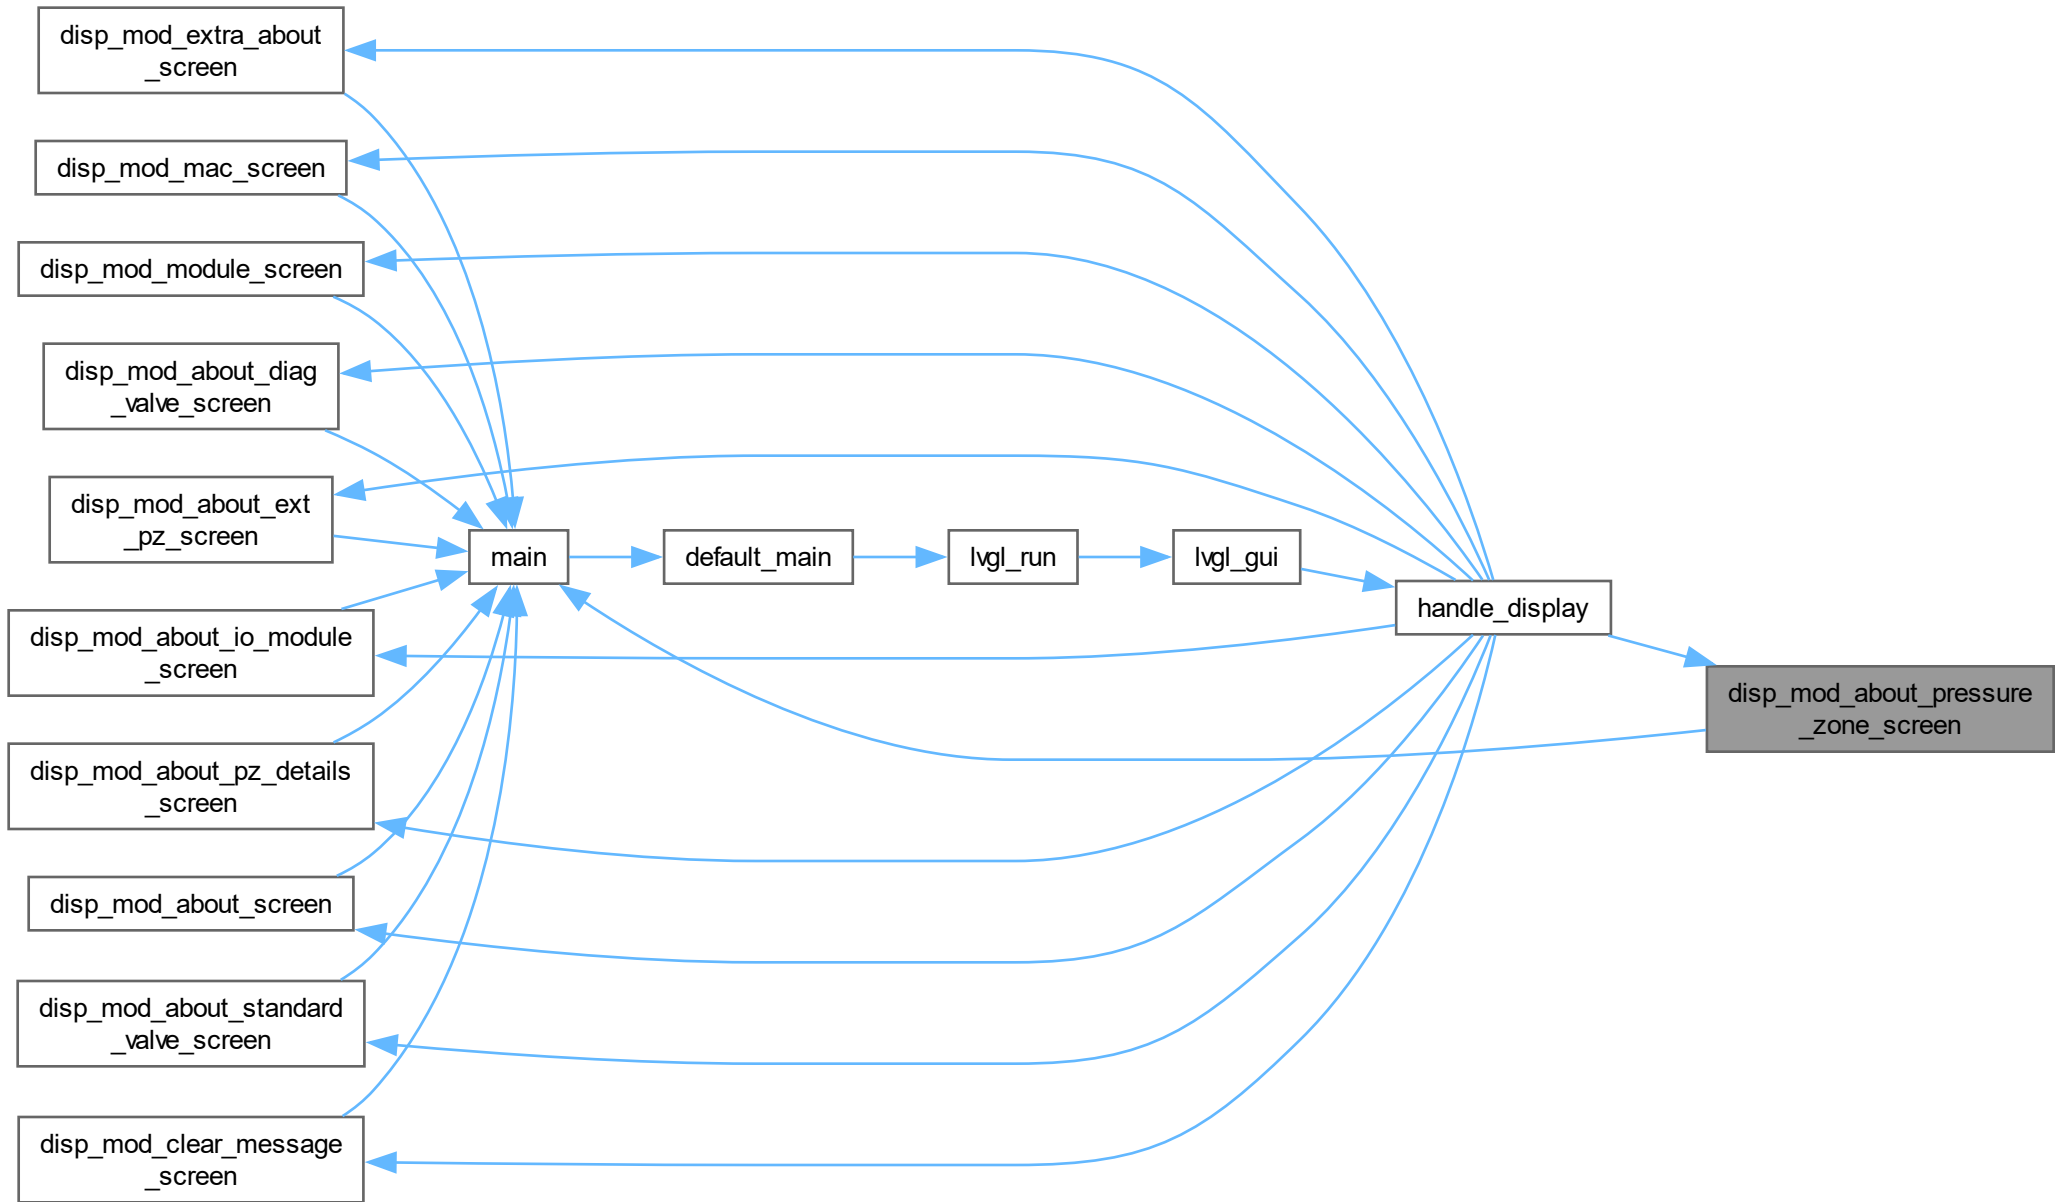 disp_mod_extra_about
_screen
disp_mod_mac_screen
disp_mod_module_screen
disp_mod_about_diag
_valve_screen
disp_mod_about_ext
_pz_screen
disp_mod_about_io_module
_screen
disp_mod_about_pz_details
_screen
disp_mod_about_screen
disp_mod_about_standard
_valve_screen
disp_mod_clear_message
_screen
main
default_main
lvgl_run
lvgl_gui
handle_display
disp_mod_about_pressure
_zone_screen